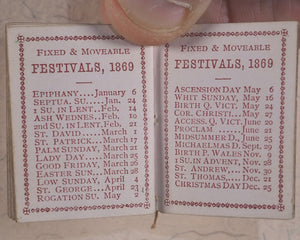 FIXED & MOVEABLE
FESTIVALS, 1869
EPIPHANY....January 6
SEPTUA. SU....Jan. 24
1 SU. IN LENT..Feb. 14
ASH WEDNES.. Feb. 10
2nd SU. IN LENT. Feb. 21
ST. DAVID.....March 1
ST. PATRICK...March 17
PALM SUNDAY, March 21
LADY DAY.....March 25
GOOD FRIDAY, March 26
EASTER SUN.. March 28
LOW SUNDAY, April 4
ST. GEORGE...April 23
ROGATION SU. May 2
FIXED & MOVEABLE
FESTIVALS, 1869
ASCENSION DAY May 6
WHIT SUNDAY, May 16
BIRTH Q. VICT. May 24
COR. CHRISTI... May 27
ACCESS. Q. VICT. June 20
PROCLAM. ......June 21
MIDSUMMER D., June 24
MICHAELMAS D. Sept. 29
BIRTH P. WALES, Nov. 9
1 SU. IN ADVENT, Nov. 28
ST. ANDREW,...Nov. 30
ST. THOMAS,....Dec. 21
CHRISTMAS DAY Dec. 25